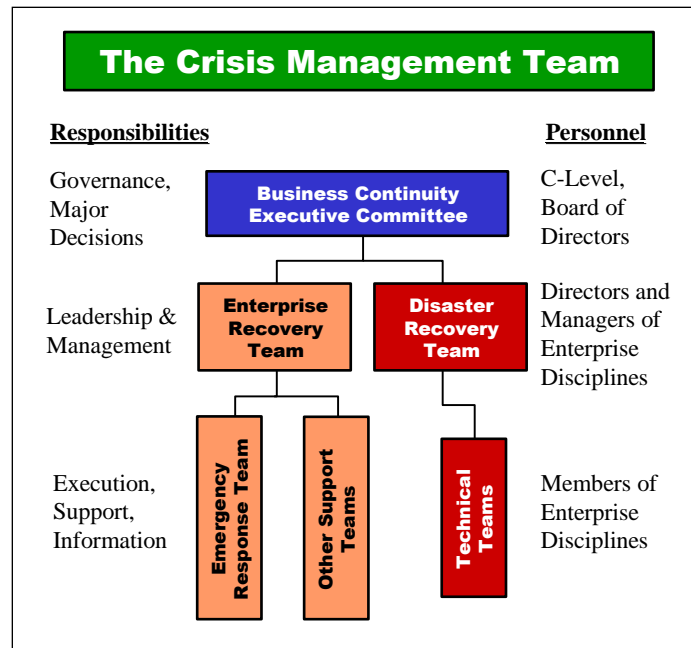 The Crisis Management Team
Responsibilities
Personnel
Governance,
Major
Decisions
Business Continuity
Executive Committee
C-Level,
Board of
Directors
Leadership &
Management
Enterprise
Recovery
Team
Disaster
Recovery
Team
Directors and
Managers of
Enterprise
Disciplines
Execution,
Support,
Information
Emergency
Response Team
Other Support
Teams
Technical
Teams
Members of
Enterprise
Disciplines